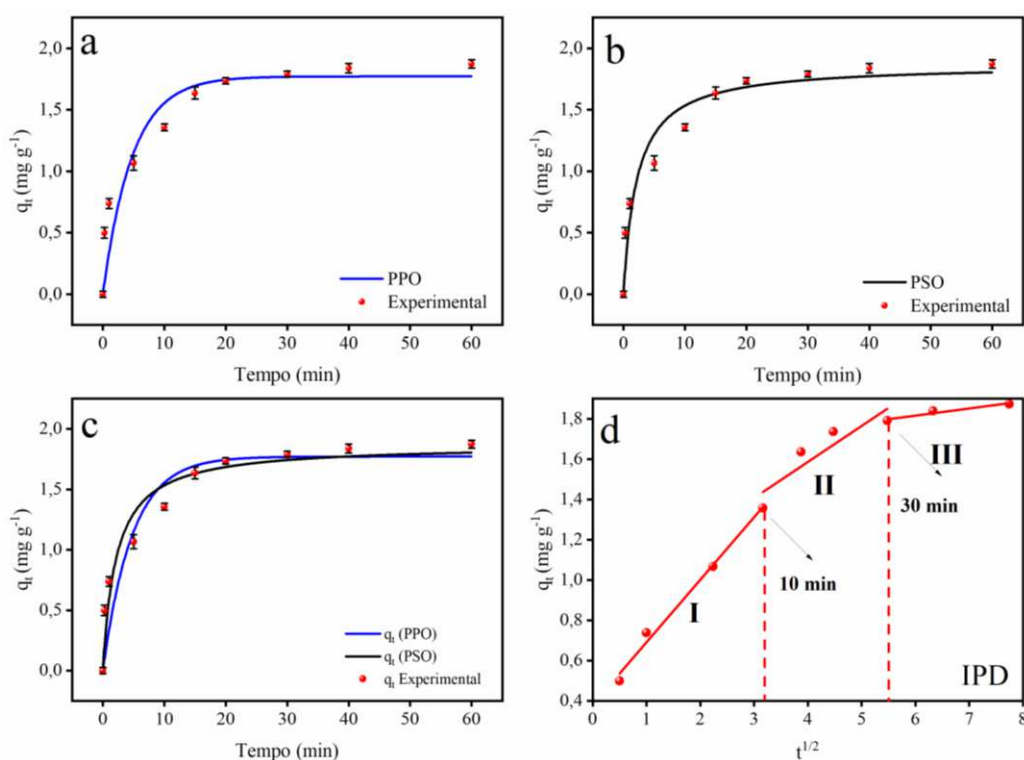 a
2,0
1,5
1,0
0,5
0,0
qt (mg g-1)
PPO
Experimental
0 10 20 30 40 50 60
Tempo (min)
b
2,0
1,5
1,0
0,5
0,0
qt (mg g-1)
PSO
Experimental
0 10 20 30 40 50 60
Tempo (min)
c
2,0
1,5
1,0
0,5
0,0
qt (mg g-1)
qt (PPO)
qt (PSO)
qt Experimental
0 10 20 30 40 50 60
Tempo (min)
d
1,8
1,6
1,4
1,2
1,0
0,8
0,6
0,4
qt (mg g-1)
I
II
III
10 min
30 min
IPD
0 1 2 3 4 5 6 7 8
t1/2